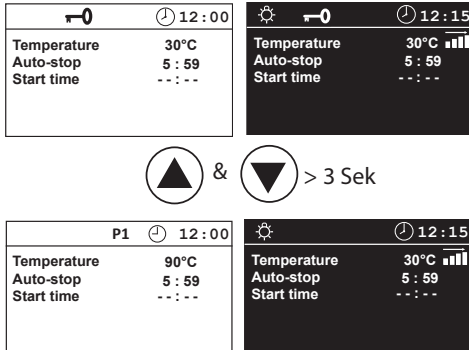 12:00
Temperature 30°C
Auto-stop 5 : 59
Start time - - : - -
12:15
Temperature 30°C
Auto-stop 5 : 59
Start time - - : - -
& > 3 Sek
P1 12:00
Temperature 90°C
Auto-stop 5 : 59
Start time - - : - -
12:15
Temperature 30°C
Auto-stop 5 : 59
Start time - - : - -